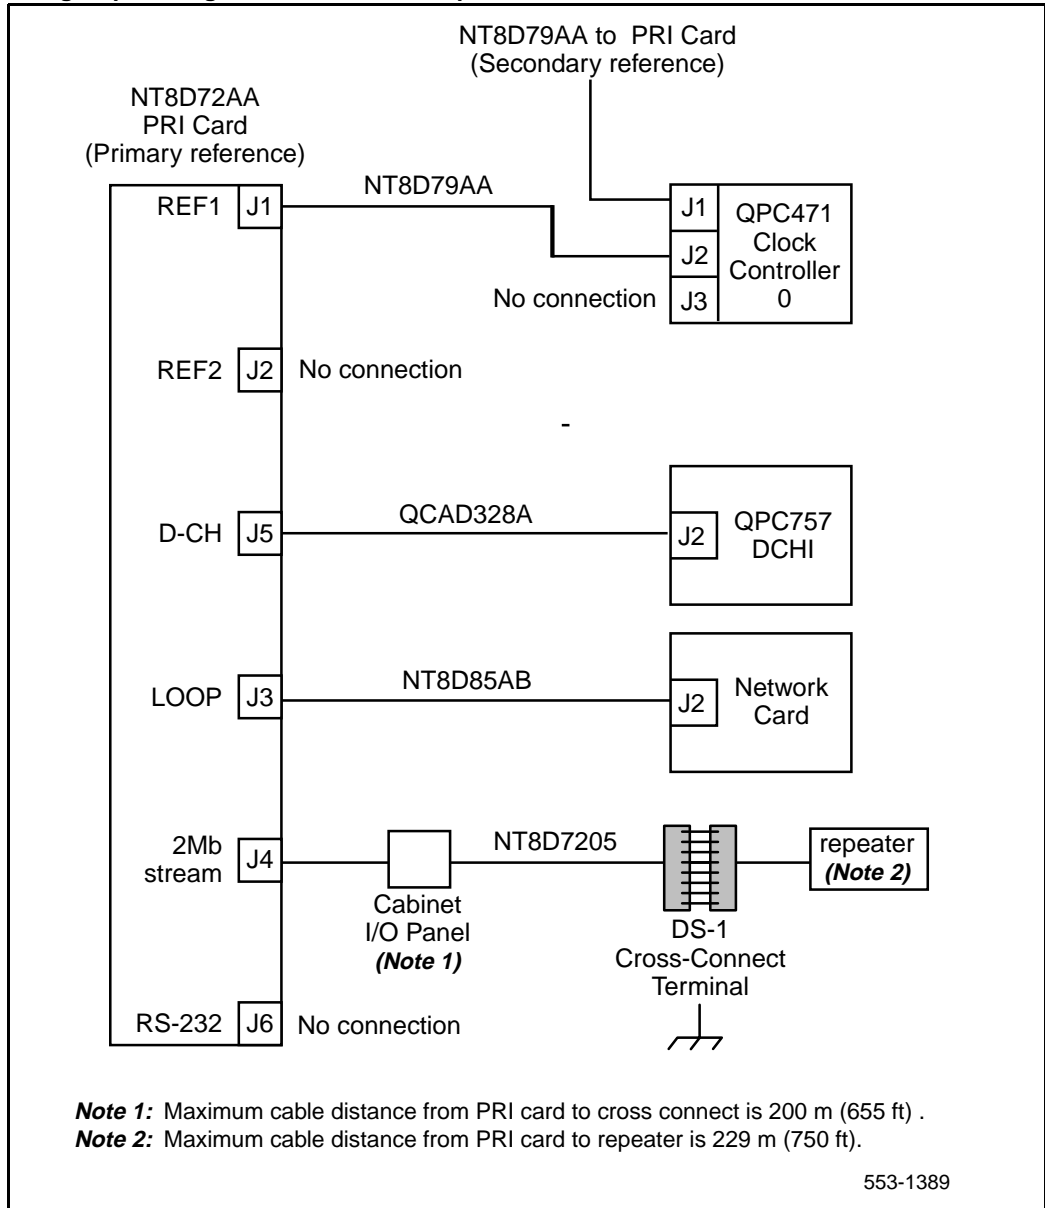 NT8D79AA to PRI Card
(Secondary reference)
NT8D72AA
PRI Card
(Primary reference)
REF1
J1
NT8D79AA
J1
J2
J3
QPC471
Clock
Controller
0
No connection
REF2
J2
No connection
-
D-CH
J5
QCAD328A
J2
QPC757
DCHI
LOOP
J3
NT8D85AB
J2
Network
Card
2Mb
stream
J4
Cabinet
I/O Panel
(Note 1)
NT8D7205
DS-1
Cross-Connect
Terminal
repeater
(Note 2)
RS-232
J6
No connection
Note 1: Maximum cable distance from PRI card to cross connect is 200 m (655 ft) .
Note 2: Maximum cable distance from PRI card to repeater is 229 m (750 ft).
553-1389